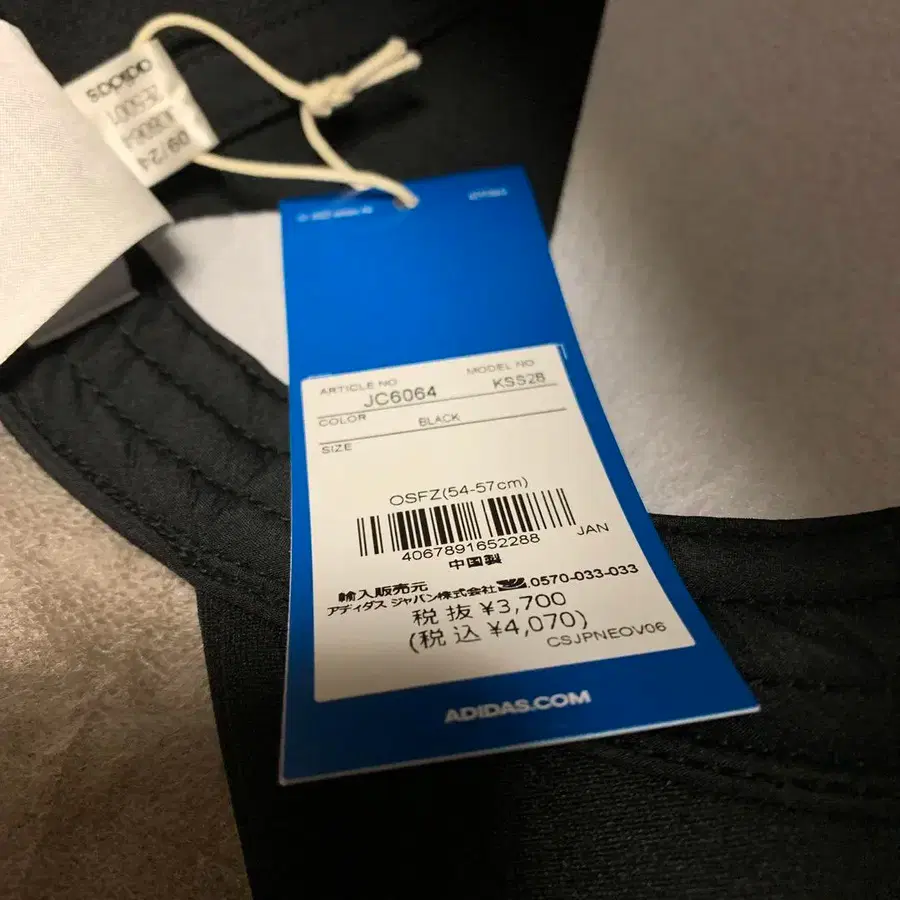 adidas
09/24
ARTICLE NO
MODEL NO
JC6064
KSS28
COLOR
BLACK
SIZE
OSFZ(54-57cm)
JAN
4067891652288
中国製
輸入販売元
アディダス ジャパン株式会社 0570-033-033
税抜 ¥3,700
(税込 ¥4,070)
CSJPNEOV06
ADIDAS.COM